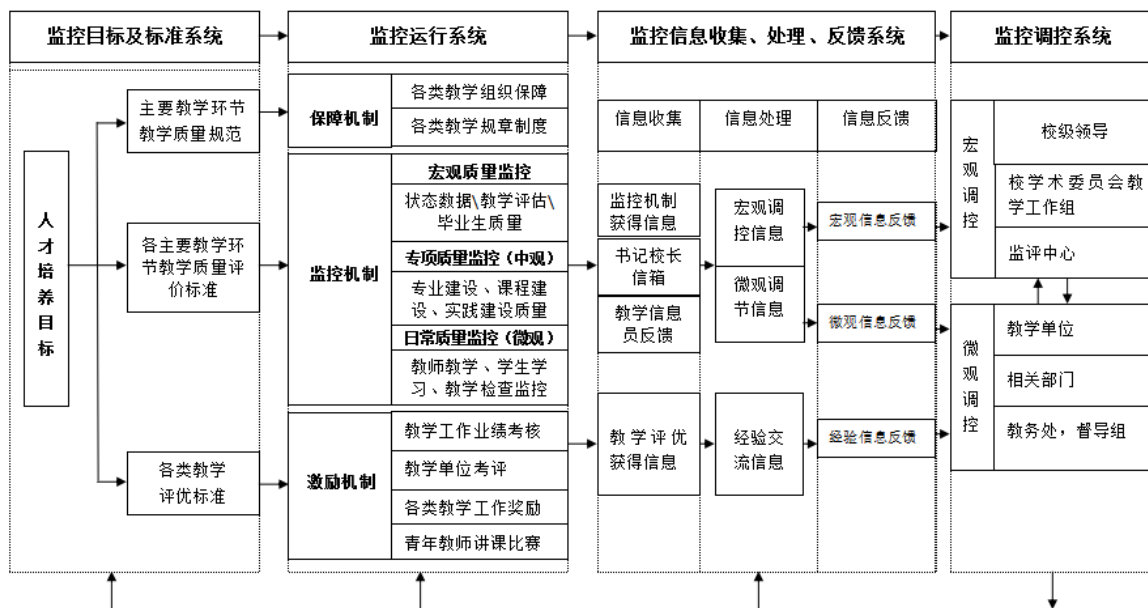 监控目标及标准系统
监控运行系统
监控信息收集、处理、反馈系统
监控调控系统
人
才
培
养
目
标
主要教学环节
教学质量规范
各主要教学环
节教学质量评
价标准
各类教学
评优标准
保障机制
各类教学组织保障
各类教学规章制度
监控机制
宏观质量监控
状态数据\教学评估\
毕业生质量
专项质量监控（中观）
专业建设、课程建
设、实践建设质量
日常质量监控（微观）
教师教学、学生学
习、教学检查监控
激励机制
教学工作业绩考核
教学单位考评
各类教学工作奖励
青年教师讲课比赛
信息收集
信息处理
信息反馈
监控机制
获得信息
书记校长
信箱
教学信息
员反馈
宏观调
控信息
微观调
节信息
宏观信息反馈
微观信息反馈
教学评优
获得信息
经验交
流信息
经验信息反馈
宏
观
调
控
校级领导
校学术委员会教
学工作组
监评中心
微
观
调
控
教学单位
相关部门
教务处，督导组